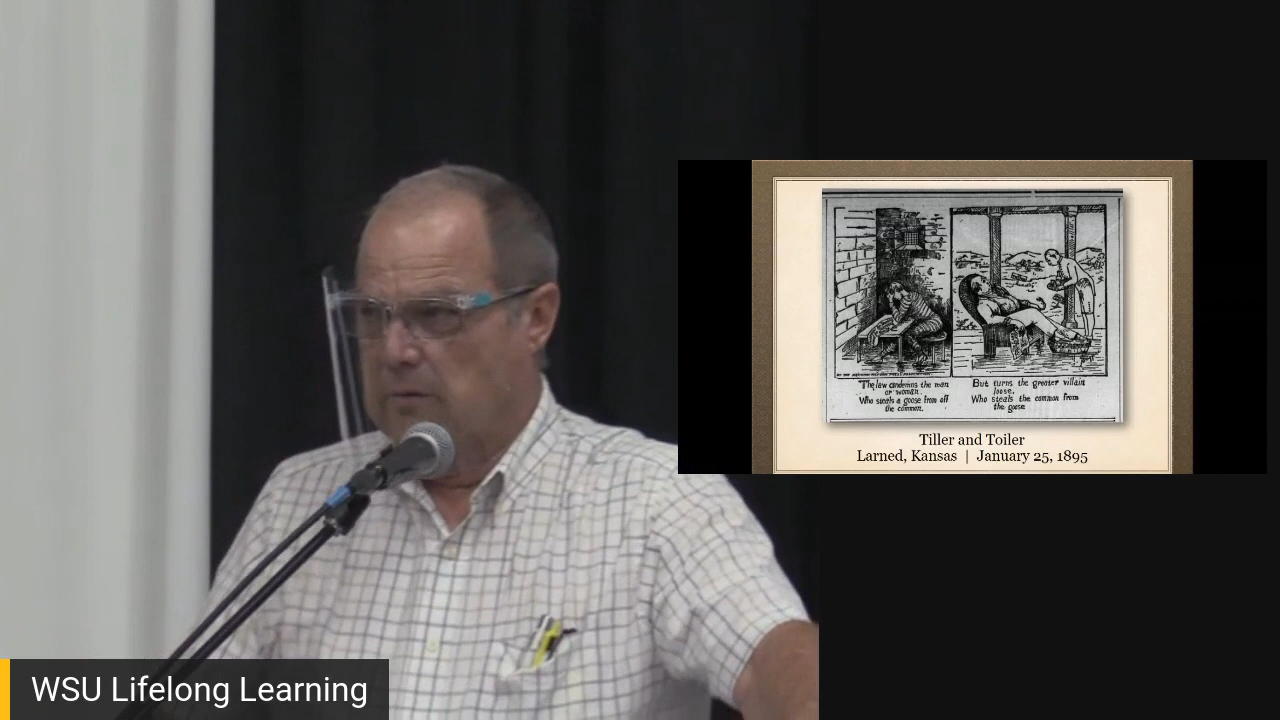 "The law condemns the man
or woman.
Who steals a goose from off
the common.
But turns the greater villain
loose.
Who steals the common from
the goose
Tiller and Toiler
Larned, Kansas | January 25, 1895
WSU Lifelong Learning